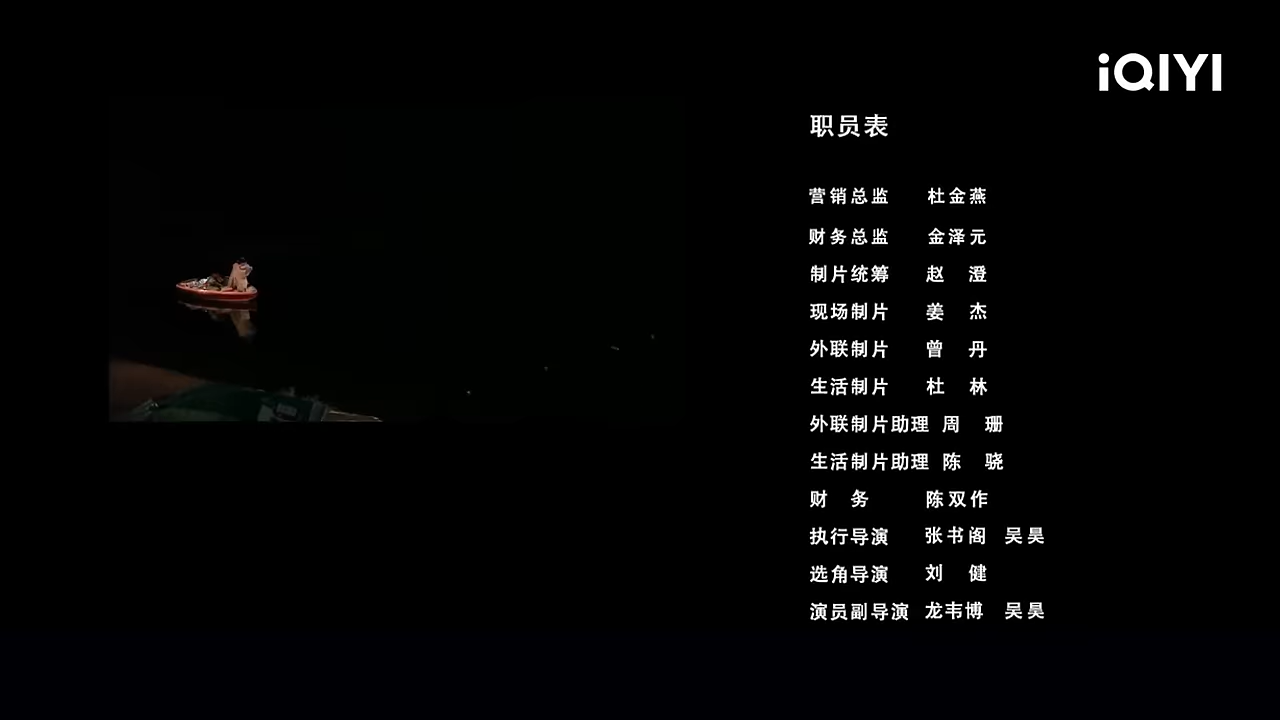 iQIYI
职员表
营销总监 杜金燕
财务总监 金泽元
制片统筹 赵 澄
现场制片 姜 杰
外联制片 曾 丹
生活制片 杜 林
外联制片助理 周 珊
生活制片助理 陈 骁
财 务 陈双作
执行导演 张书阁 吴昊
选角导演 刘 健
演员副导演 龙韦博 吴昊